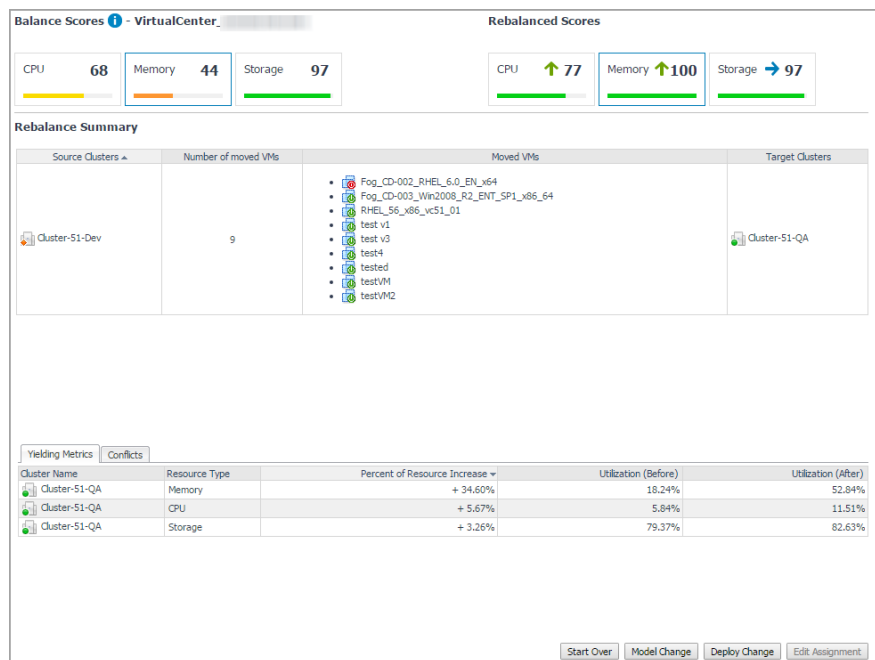 Balance Scores i - VirtualCenter_
Rebalanced Scores
CPU 68
Memory 44
Storage 97
CPU 77
Memory 100
Storage 97
Rebalance Summary
Source Clusters Number of moved VMs Moved VMs Target Clusters
Cluster-51-Dev
9
Fog_CD-002_RHEL_6.0_EN_x64
Fog_CD-003_Win2008_R2_ENT_SP1_x86_64
RHEL_56_x86_vc51_01
test v1
test v3
test4
tested
testVM
testVM2
Cluster-51-QA
Yielding Metrics Conflicts
Cluster Name Resource Type Percent of Resource Increase Utilization (Before) Utilization (After)
Cluster-51-QA Memory + 34.60% 18.24% 52.84%
Cluster-51-QA CPU + 5.67% 5.84% 11.51%
Cluster-51-QA Storage + 3.26% 79.37% 82.63%
Start Over Model Change Deploy Change Edit Assignment